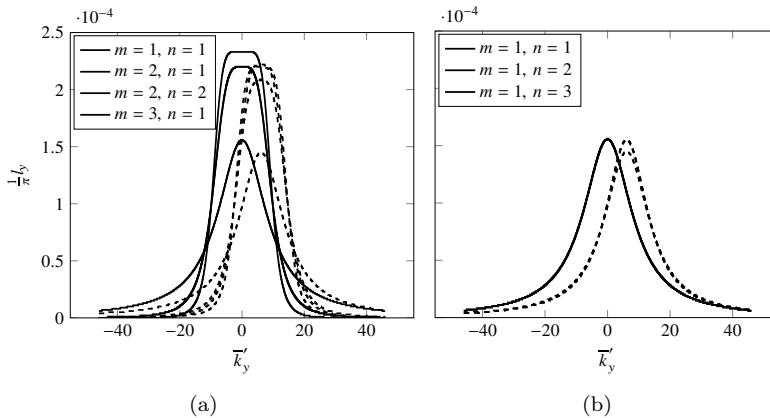 ·10⁻⁴
·10⁻⁴
2.5
2
1.5
1
0.5
0
m = 1, n = 1
m = 2, n = 1
m = 2, n = 2
m = 3, n = 1
1/π I_y
−40 −20 0 20 40
k̅′_y
(a)
m = 1, n = 1
m = 1, n = 2
m = 1, n = 3
−40 −20 0 20 40
k̅′_y
(b)